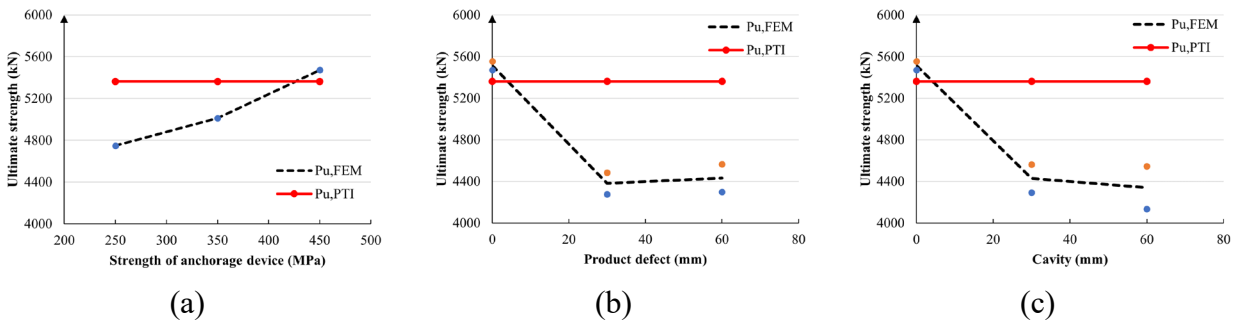 6000
5600
5200
4800
4400
4000
Ultimate strength (kN)
200 250 300 350 400 450 500
Strength of anchorage device (MPa)
Pu,FEM
Pu,PTI
(a)
6000
5600
5200
4800
4400
4000
Ultimate strength (kN)
0 20 40 60 80
Product defect (mm)
Pu,FEM
Pu,PTI
(b)
6000
5600
5200
4800
4400
4000
Ultimate strength (kN)
0 20 40 60 80
Cavity (mm)
Pu,FEM
Pu,PTI
(c)